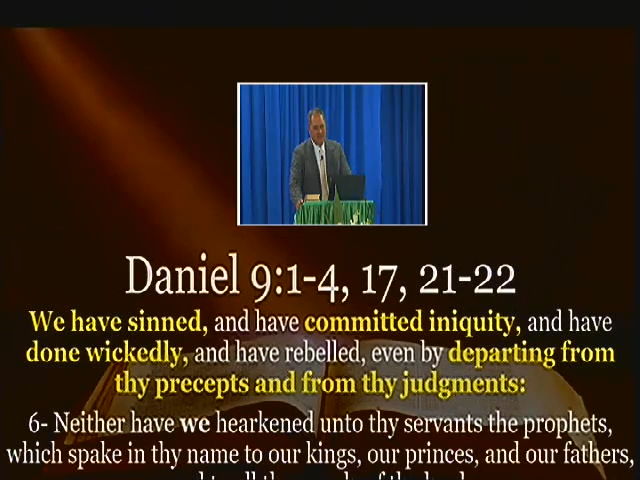 Daniel 9:1-4, 17, 21-22
We have sinned, and have committed iniquity, and have
done wickedly, and have rebelled, even by departing from
thy precepts and from thy judgments:
6- Neither have we hearkened unto thy servants the prophets,
which spake in thy name to our kings, our princes, and our fathers,